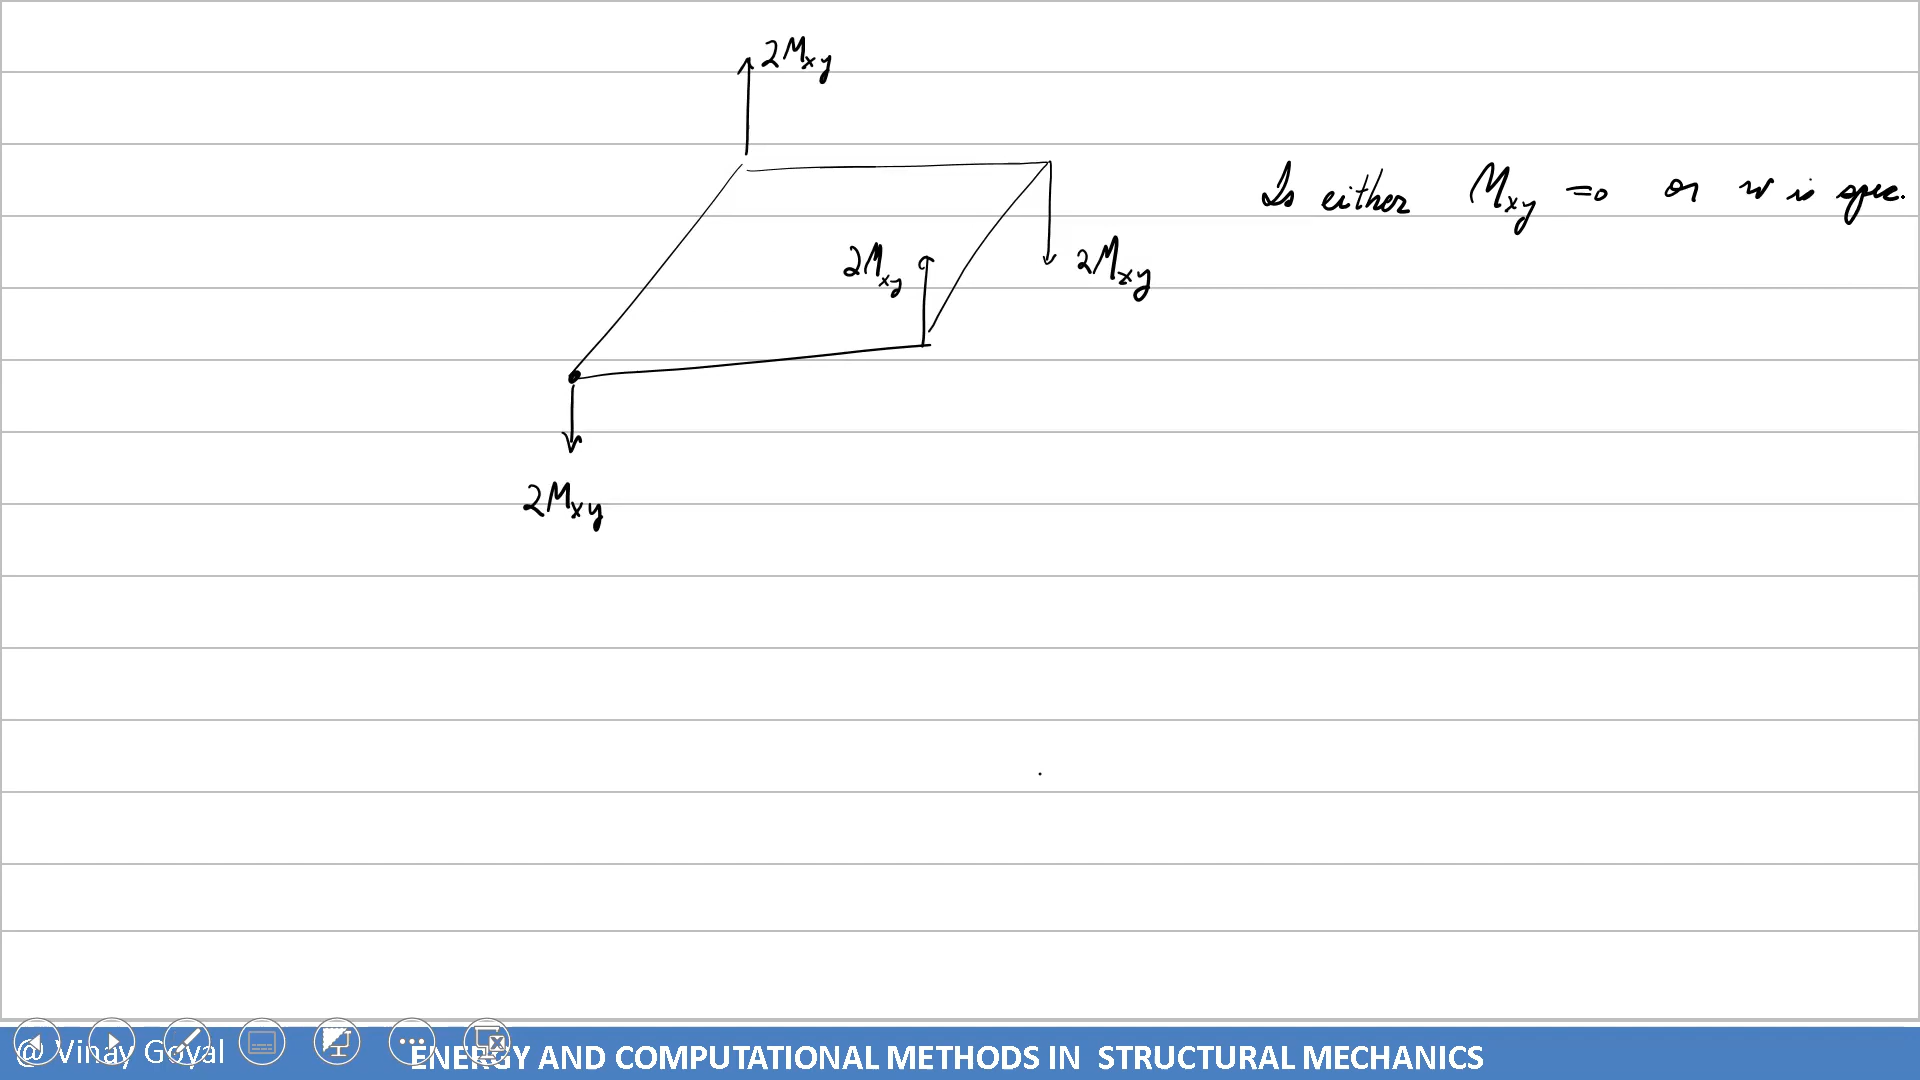 2Mxy
Is either Mxy =0 or w is spec.
2Mxy
2Mxy
2Mxy
@ Vinay Goyal
ENERGY AND COMPUTATIONAL METHODS IN STRUCTURAL MECHANICS